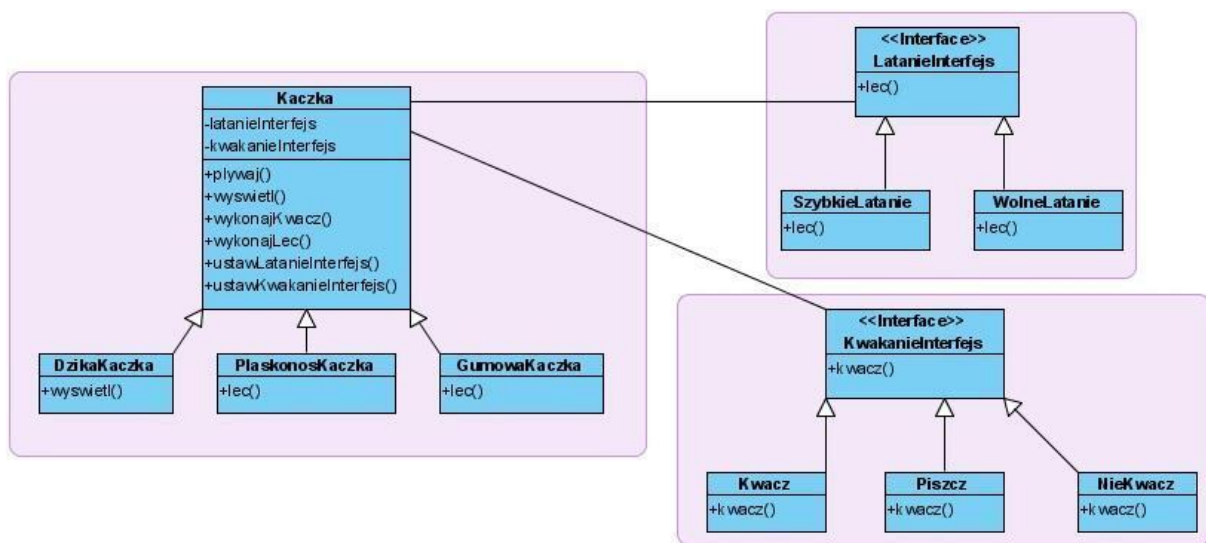 Kaczka
-latanieInterfejs
-kwakanieInterfejs
+plywaj()
+wyswietl()
+wykonajKwacz()
+wykonajLec()
+ustawLatanieInterfejs()
+ustawKwakanieInterfejs()
DzikaKaczka
+wyswietl()
PlaskonosKaczka
+lec()
GumowaKaczka
+lec()
<<Interface>>
LatanieInterfejs
+lec()
SzybkieLatanie
+lec()
WolneLatanie
+lec()
<<Interface>>
KwakanieInterfejs
+kwacz()
Kwacz
+kwacz()
Piszcz
+kwacz()
NieKwacz
+kwacz()